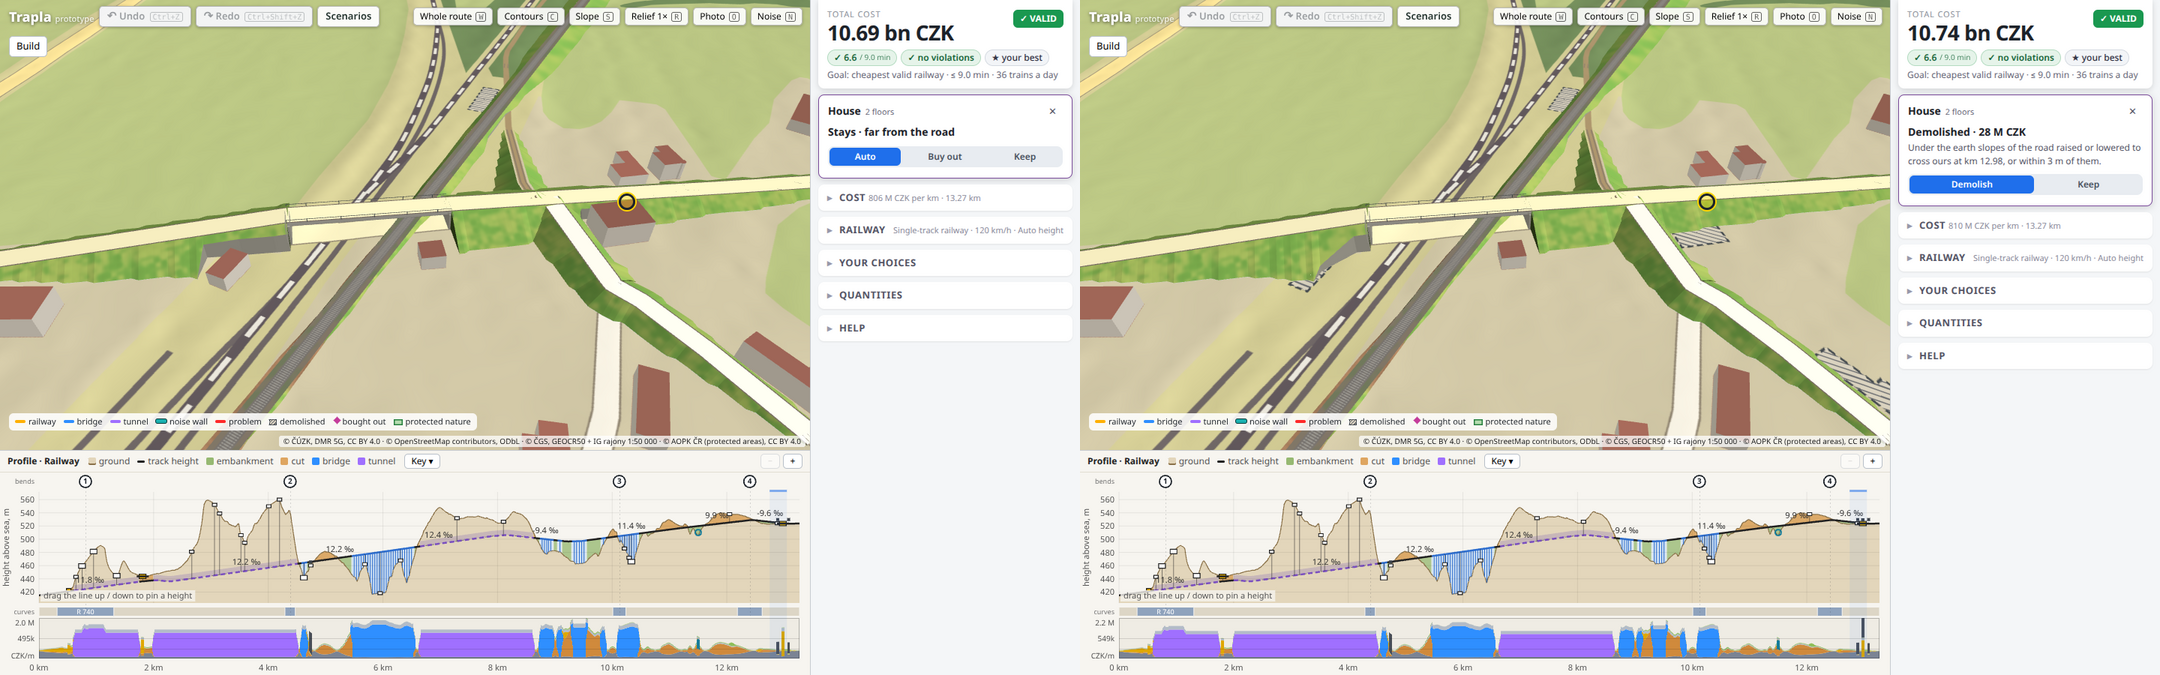 Trapla prototype
↶ Undo Ctrl+Z
↷ Redo Ctrl+Shift+Z
Scenarios
Whole route W
Contours C
Slope S
Relief 1× R
Photo O
Noise N
Build
railway
bridge
tunnel
noise wall
problem
demolished
bought out
protected nature
© ČÚZK, DMR 5G, CC BY 4.0 · © OpenStreetMap contributors, ODbL · © ČGS, GEOCR50 + IG rajony 1:50 000 · © AOPK ČR (protected areas), CC BY 4.0
TOTAL COST
10.69 bn CZK
✓ VALID
✓ 6.6 / 9.0 min
✓ no violations
★ your best
Goal: cheapest valid railway · ≤ 9.0 min · 36 trains a day
House 2 floors ×
Stays · far from the road
Auto
Buy out
Keep
▸ COST 806 M CZK per km · 13.27 km
▸ RAILWAY Single-track railway · 120 km/h · Auto height
▸ YOUR CHOICES
▸ QUANTITIES
▸ HELP
Profile · Railway
ground
track height
embankment
cut
bridge
tunnel
Key ▾
− +
bends 1 2 3 4
height above sea, m
560
540
520
500
480
460
440
420
11.8 ‰
12.2 ‰
12.2 ‰
12.4 ‰
-9.4 ‰
11.4 ‰
9.9 ‰
-9.6 ‰
drag the line up / down to pin a height
curves R 740
2.0 M
495k
CZK/m
0 km 2 km 4 km 6 km 8 km 10 km 12 km
Trapla prototype
↶ Undo Ctrl+Z
↷ Redo Ctrl+Shift+Z
Scenarios
Whole route W
Contours C
Slope S
Relief 1× R
Photo O
Noise N
Build
railway
bridge
tunnel
noise wall
problem
demolished
bought out
protected nature
© ČÚZK, DMR 5G, CC BY 4.0 · © OpenStreetMap contributors, ODbL · © ČGS, GEOCR50 + IG rajony 1:50 000 · © AOPK ČR (protected areas), CC BY 4.0
TOTAL COST
10.74 bn CZK
✓ VALID
✓ 6.6 / 9.0 min
✓ no violations
★ your best
Goal: cheapest valid railway · ≤ 9.0 min · 36 trains a day
House 2 floors ×
Demolished · 28 M CZK
Under the earth slopes of the road raised or lowered to
cross ours at km 12.98, or within 3 m of them.
Demolish
Keep
▸ COST 810 M CZK per km · 13.27 km
▸ RAILWAY Single-track railway · 120 km/h · Auto height
▸ YOUR CHOICES
▸ QUANTITIES
▸ HELP
Profile · Railway
ground
track height
embankment
cut
bridge
tunnel
Key ▾
− +
bends 1 2 3 4
height above sea, m
560
540
520
500
480
460
440
420
11.8 ‰
12.2 ‰
12.2 ‰
12.4 ‰
-9.4 ‰
11.4 ‰
9.9 ‰
-9.6 ‰
drag the line up / down to pin a height
curves R 740
2.2 M
549k
CZK/m
0 km 2 km 4 km 6 km 8 km 10 km 12 km